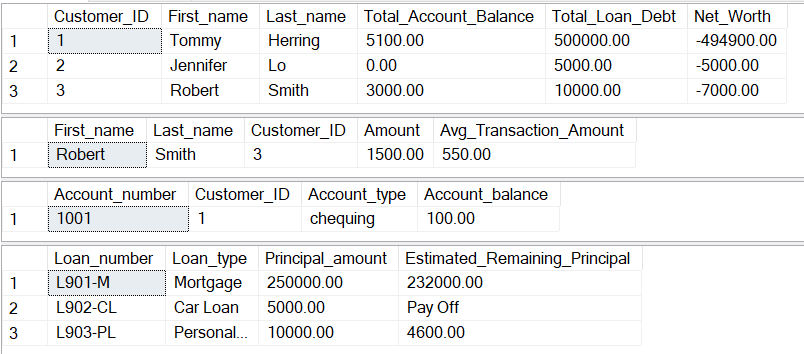 Customer_ID First_name Last_name Total_Account_Balance Total_Loan_Debt Net_Worth
1 1 Tommy Herring 5100.00 500000.00 -494900.00
2 2 Jennifer Lo 0.00 5000.00 -5000.00
3 3 Robert Smith 3000.00 10000.00 -7000.00
First_name Last_name Customer_ID Amount Avg_Transaction_Amount
1 Robert Smith 3 1500.00 550.00
Account_number Customer_ID Account_type Account_balance
1 1001 1 chequing 100.00
Loan_number Loan_type Principal_amount Estimated_Remaining_Principal
1 L901-M Mortgage 250000.00 232000.00
2 L902-CL Car Loan 5000.00 Pay Off
3 L903-PL Personal... 10000.00 4600.00